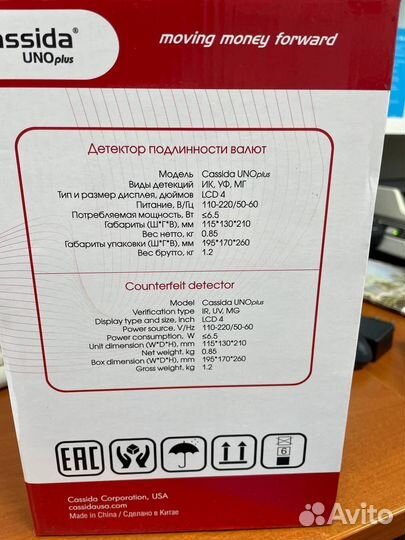 assida®
UNOplus
moving money forward
Детектор подлинности валют
Модель Cassida UNOplus
Виды детекций ИК, УФ, МГ
Тип и размер дисплея, дюймов LCD 4
Питание, В/Гц 110-220/50-60
Потребляемая мощность, Вт ≤6.5
Габариты (Ш*Г*В), мм 115*130*210
Вес нетто, кг 0.85
Габариты упаковки (Ш*Г*В), мм 195*170*260
Вес брутто, кг 1.2
Counterfeit detector
Model Cassida UNOplus
Verification type IR, UV, MG
Display type and size, inch LCD 4
Power source, V/Hz 110-220/50-60
Power consumption, W ≤6.5
Unit dimension (W*D*H), mm 115*130*210
Net weight, kg 0.85
Box dimension (W*D*H), mm 195*170*260
Gross weight, kg 1.2
EAC
6
Cassida Corporation, USA
cassidausa.com
Made in China / Сделано в Китае
Avito